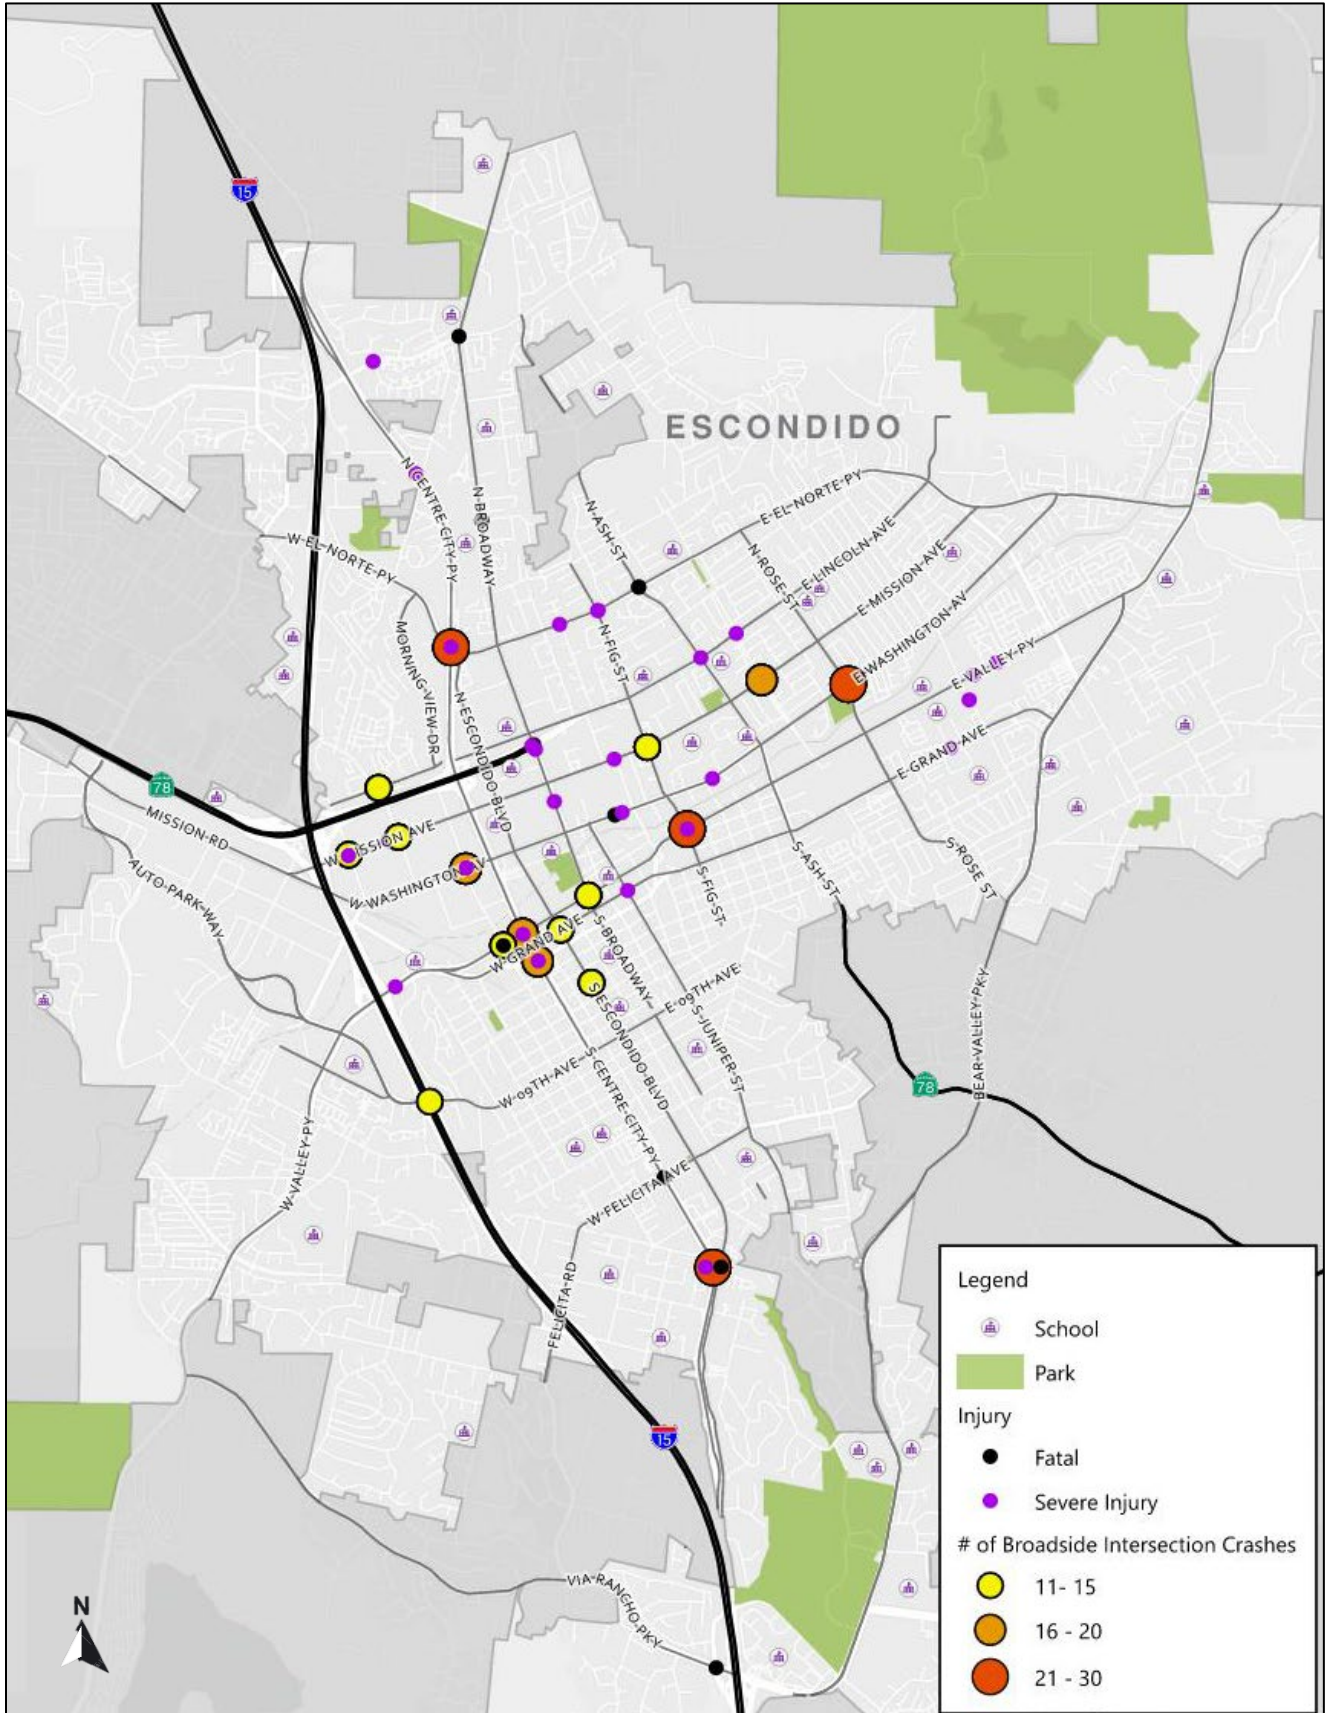 15
ESCONDIDO
N-CENTRE-CITY-PY
N-BROADWAY
N-ASH-ST
E-EL-NORTE-PY
W-EL-NORTE-PY
N-ROSE-ST
E-LINCOLN-AVE
E-MISSION-AVE
E-WASHINGTON-AV
MORNING-VIEW-DR
N-FIG-ST
E-VALLEY-PY
N-ESCONDIDO-BLVD
E-GRAND-AVE
78
MISSION-RD
W-MISSION AVE
AUTO-PARK-WAY
W-WASHINGTON-AV
S-ASH-ST
S-ROSE ST
S-FIG-ST
W-GRAND AVE
S-BROADWAY
E-09TH-AVE
S-JUNIPER-ST
S ESCONDIDO-BLVD
BEAR-VALLEY-PKY
W-09TH-AVE
S-CENTRE-CITY-PY
78
W-VALLEY-PY
W-FELICITA-AVE
FELICITA-RD
15
VIA-RANCHO-PKY
N
Legend
School
Park
Injury
Fatal
Severe Injury
# of Broadside Intersection Crashes
11- 15
16 - 20
21 - 30